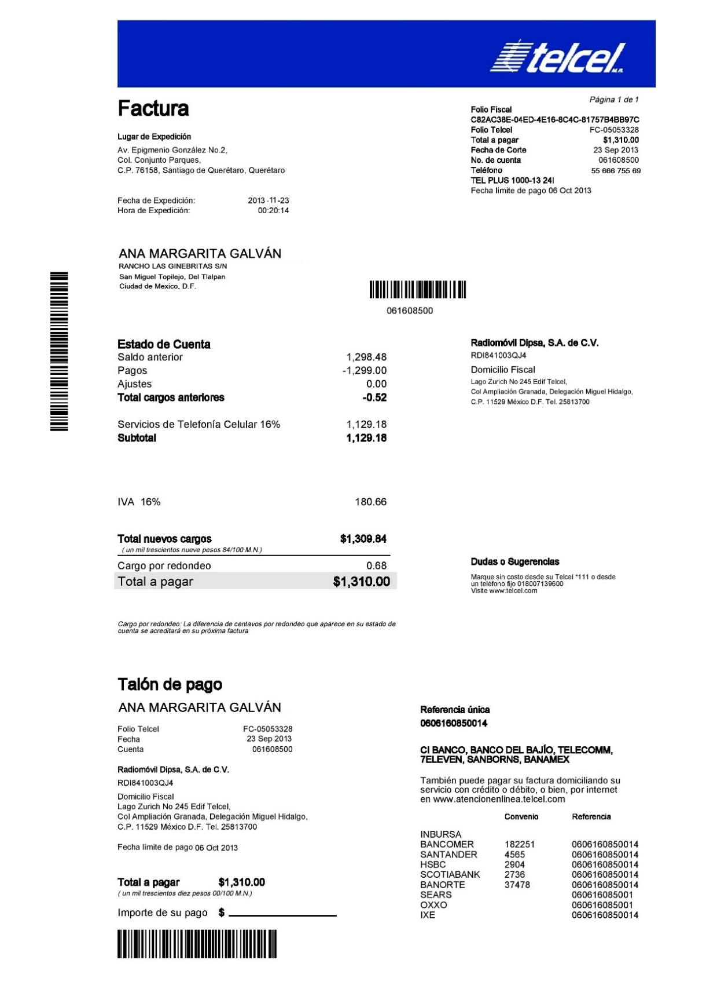 telcel M.R.
Página 1 de 1
Factura
Folio Fiscal
C82AC38E-04ED-4E16-8C4C-81757B4BB97C
Folio Telcel FC-05053328
Total a pagar $1,310.00
Fecha de Corte 23 Sep 2013
No. de cuenta 061608500
Teléfono 55 666 755 69
TEL PLUS 1000-13 24I
Fecha límite de pago 06 Oct 2013
Lugar de Expedición
Av. Epigmenio González No.2,
Col. Conjunto Parques,
C.P. 76158, Santiago de Querétaro, Querétaro
Fecha de Expedición: 2013 -11-23
Hora de Expedición: 00:20:14
ANA MARGARITA GALVÁN
RANCHO LAS GINEBRITAS S/N
San Miguel Topilejo, Del Tlalpan
Ciudad de Mexico, D.F.
061608500
Estado de Cuenta
Saldo anterior 1,298.48
Pagos -1,299.00
Ajustes 0.00
Total cargos anteriores -0.52
Servicios de Telefonía Celular 16% 1,129.18
Subtotal 1,129.18
IVA 16% 180.66
Total nuevos cargos $1,309.84
( un mil trescientos nueve pesos 84/100 M.N.)
Cargo por redondeo 0.68
Total a pagar $1,310.00
Cargo por redondeo: La diferencia de centavos por redondeo que aparece en su estado de
cuenta se acreditará en su próxima factura
Radiomóvil Dipsa, S.A. de C.V.
RDI841003QJ4
Domicilio Fiscal
Lago Zurich No 245 Edif Telcel,
Col Ampliación Granada, Delegación Miguel Hidalgo,
C.P. 11529 México D.F. Tel. 25813700
Dudas o Sugerencias
Marque sin costo desde su Telcel *111 o desde
un teléfono fijo 018007139600
Visite www.telcel.com
Talón de pago
ANA MARGARITA GALVÁN
Folio Telcel FC-05053328
Fecha 23 Sep 2013
Cuenta 061608500
Radiomóvil Dipsa, S.A. de C.V.
RDI841003QJ4
Domicilio Fiscal
Lago Zurich No 245 Edif Telcel,
Col Ampliación Granada, Delegación Miguel Hidalgo,
C.P. 11529 México D.F. Tel. 25813700
Fecha límite de pago 06 Oct 2013
Total a pagar $1,310.00
( un mil trescientos diez pesos 00/100 M.N.)
Importe de su pago $
Referencia única
0606160850014
CI BANCO, BANCO DEL BAJÍO, TELECOMM,
7ELEVEN, SANBORNS, BANAMEX
También puede pagar su factura domiciliando su
servicio con crédito o débito, o bien, por internet
en www.atencionenlinea.telcel.com
Convenio Referencia
INBURSA
BANCOMER 182251 0606160850014
SANTANDER 4565 0606160850014
HSBC 2904 0606160850014
SCOTIABANK 2736 0606160850014
BANORTE 37478 0606160850014
SEARS 060616085001
OXXO 060616085001
IXE 0606160850014